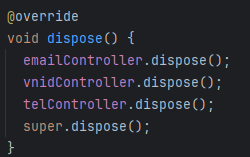 @override
void dispose() {
  emailController.dispose();
  vnidController.dispose();
  telController.dispose();
  super.dispose();
}